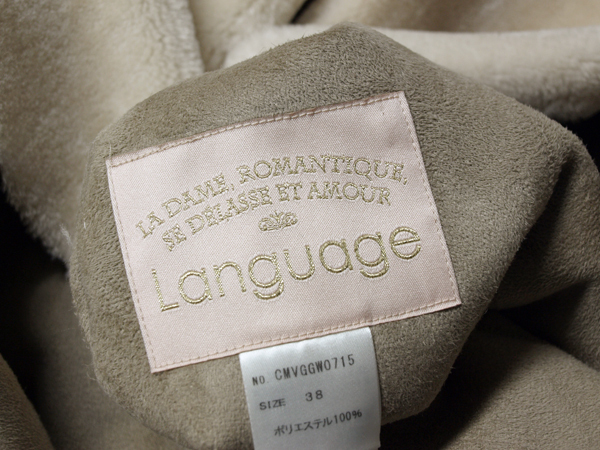 LA DAME, ROMANTIQUE,
SE DÉLASSE ET AMOUR
Language
NO. CMVGGW0715
SIZE 38
ポリエステル100%